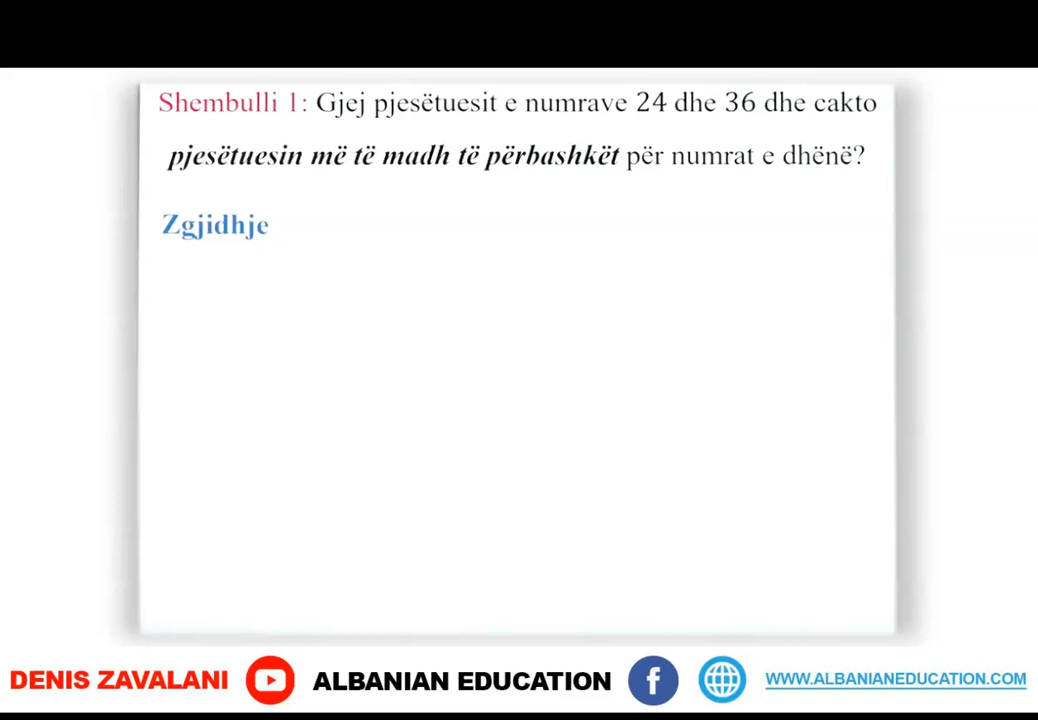 Shembulli 1: Gjej pjesëtuesit e numrave 24 dhe 36 dhe cakto
pjesëtuesin më të madh të përbashkët për numrat e dhënë?
Zgjidhje
DENIS ZAVALANI ALBANIAN EDUCATION WWW.ALBANIANEDUCATION.COM